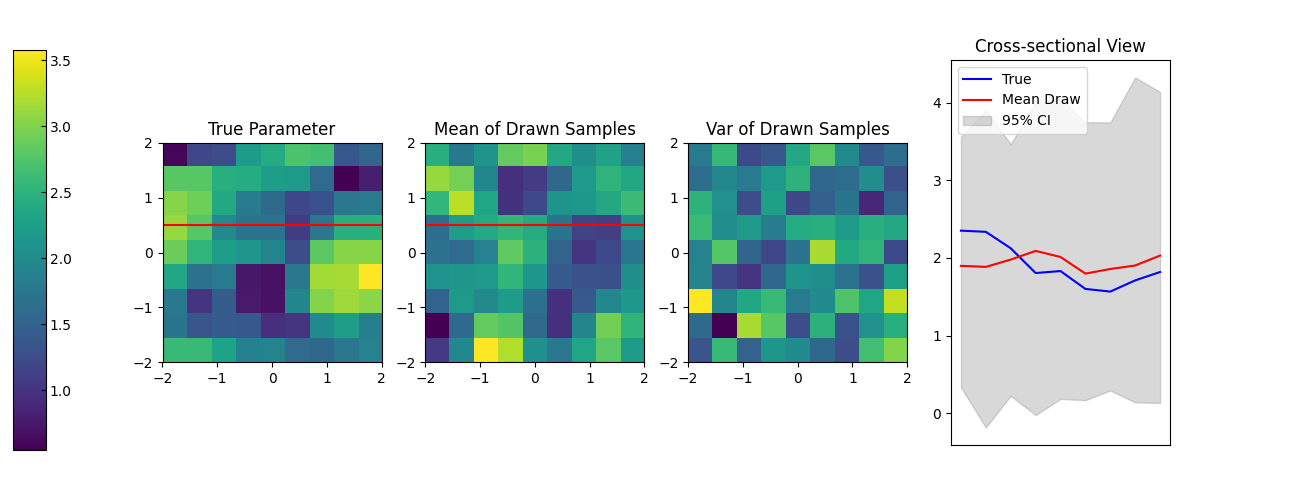 3.5
3.0
2.5
2.0
1.5
1.0
True Parameter
2
1
0
−1
−2
−2 −1 0 1 2
Mean of Drawn Samples
2
1
0
−1
−2
−2 −1 0 1 2
Var of Drawn Samples
2
1
0
−1
−2
−2 −1 0 1 2
Cross-sectional View
True
Mean Draw
95% CI
4
3
2
1
0